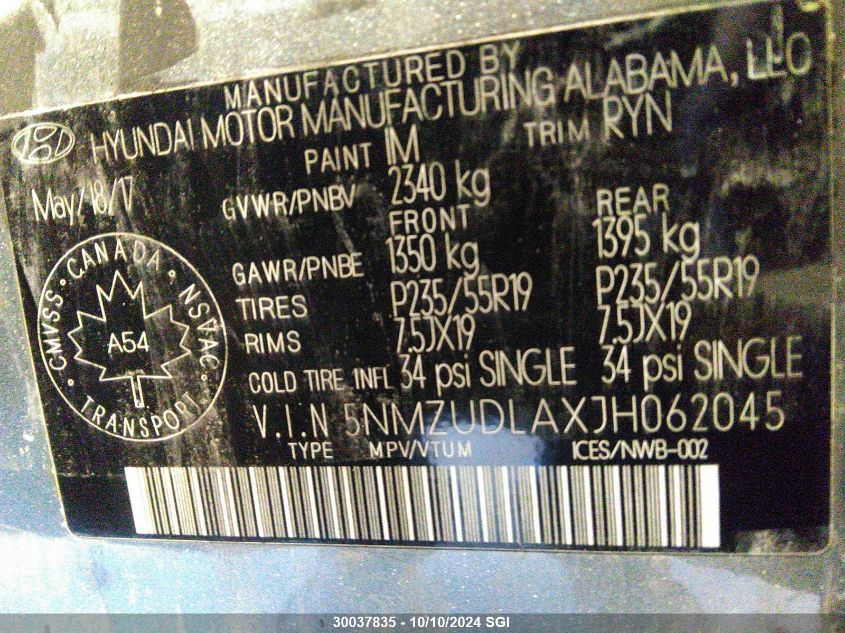 MANUFACTURED BY
HYUNDAI MOTOR MANUFACTURING ALABAMA, LLC
PAINT IM TRIM RYN
May/18/17 GVWR/PNBV 2340 kg
FRONT REAR
GAWR/PNBE 1350 kg 1395 kg
TIRES P235/55R19 P235/55R19
RIMS 7.5JX19 7.5JX19
COLD TIRE INFL 34 psi SINGLE 34 psi SINGLE
V.I.N 5NMZUDLAXJH062045
TYPE MPV/VTUM ICES/NWB-002
CMVSS · CANADA · NSVAC · TRANSPORT
A54
30037835 - 10/10/2024 SGI